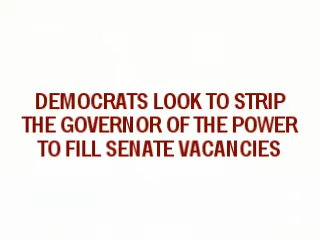 DEMOCRATS LOOK TO STRIP
THE GOVERNOR OF THE POWER
TO FILL SENATE VACANCIES